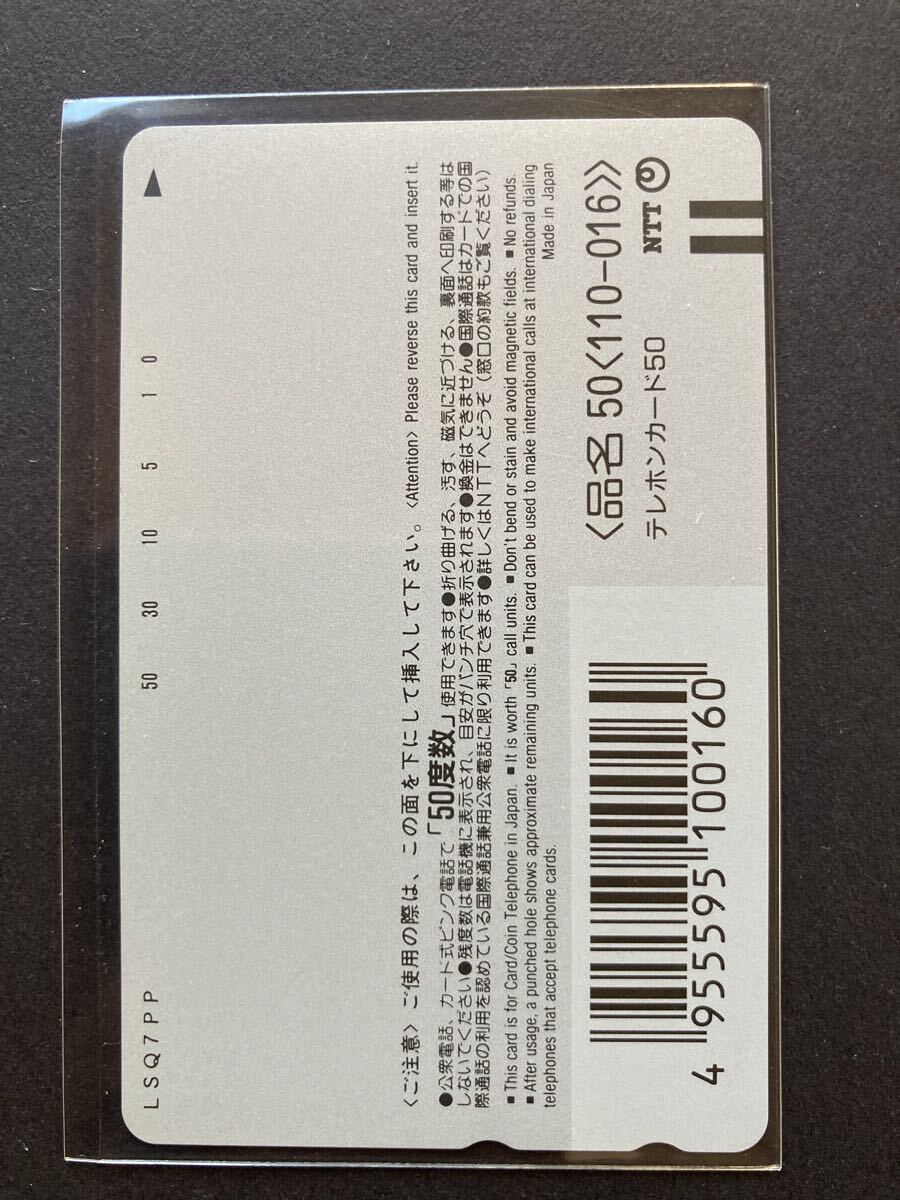 LSQ7PP 50 30 10 5 1 0
〈ご注意〉ご使用の際は、この面を下にして挿入して下さい。〈Attention〉Please reverse this card and insert it.
●公衆電話、カード式ピンク電話で「50度数」使用できます●折り曲げる、汚す、磁気に近づける、裏面へ印刷する等は
しないでください●残度数は電話機に表示され、目安がパンチ穴で表示されます●換金はできません●国際通話はカードでの国
際通話の利用を認めている国際通話兼用公衆電話に限り利用できます●詳しくはNTTへどうぞ（窓口の約款もご覧ください）
■This card is for Card/Coin Telephone in Japan. ■It is worth「50」call units. ■Don't bend or stain and avoid magnetic fields. ■No refunds.
■After usage, a punched hole shows approximate remaining units. ■This card can be used to make international calls at international dialing
telephones that accept telephone cards. Made in Japan
〈品名 50〈110-016〉〉
テレホンカード50 NTT
4 955595 100160